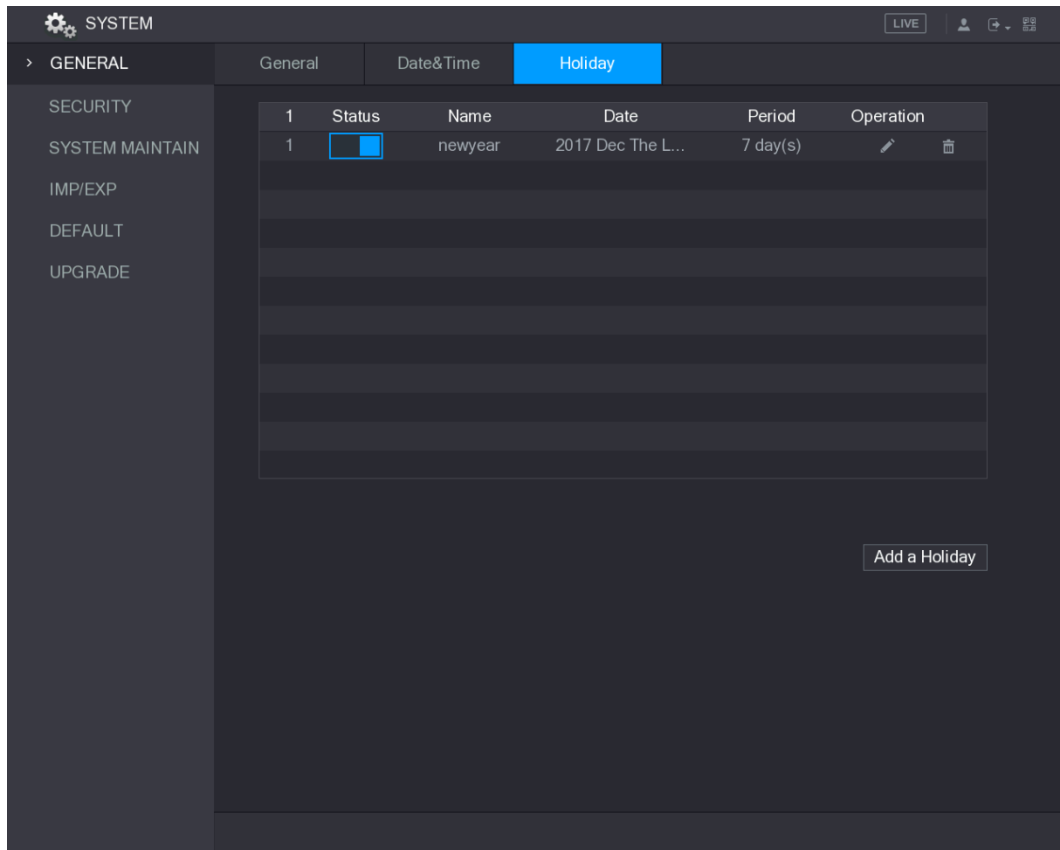 SYSTEM
LIVE
GENERAL
General Date&Time Holiday
SECURITY
SYSTEM MAINTAIN
IMP/EXP
DEFAULT
UPGRADE
1 Status Name Date Period Operation
1 newyear 2017 Dec The L... 7 day(s)
Add a Holiday